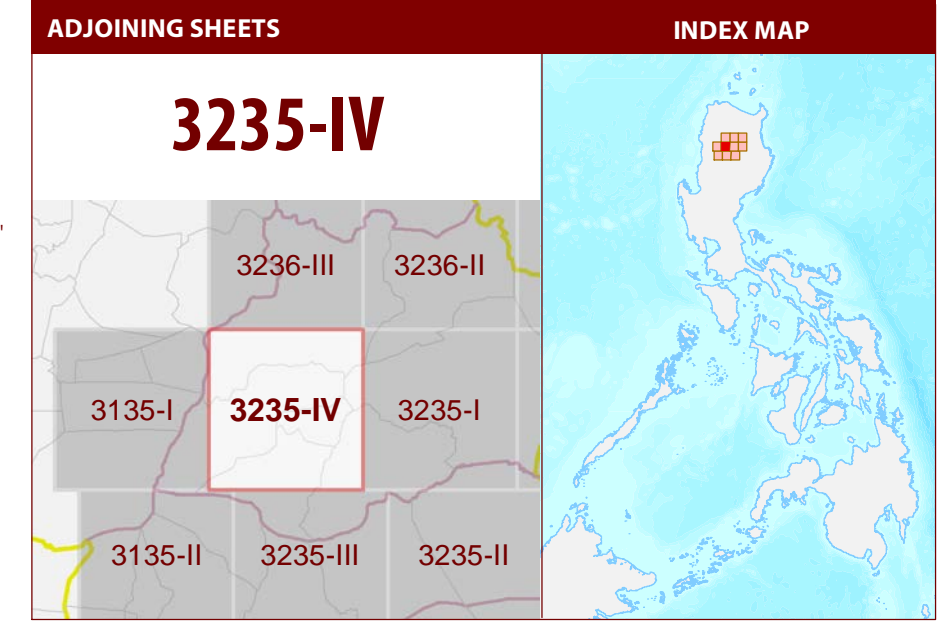 ADJOINING SHEETS
INDEX MAP
3235-IV
3236-III
3236-II
3135-I
3235-IV
3235-I
3135-II
3235-III
3235-II